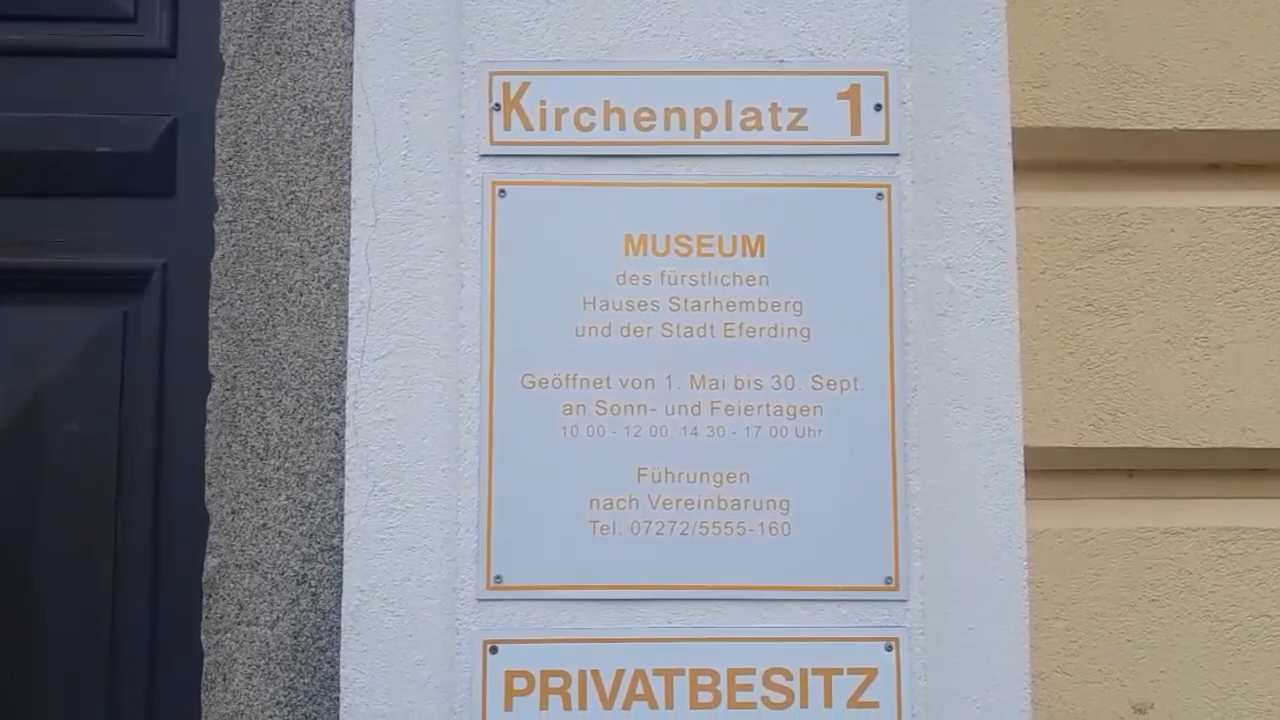 Kirchenplatz 1
MUSEUM
des fürstlichen
Hauses Starhemberg
und der Stadt Eferding
Geöffnet von 1. Mai bis 30. Sept.
an Sonn- und Feiertagen
10.00 - 12.00 14.30 - 17.00 Uhr
Führungen
nach Vereinbarung
Tel. 07272/5555-160
PRIVATBESITZ